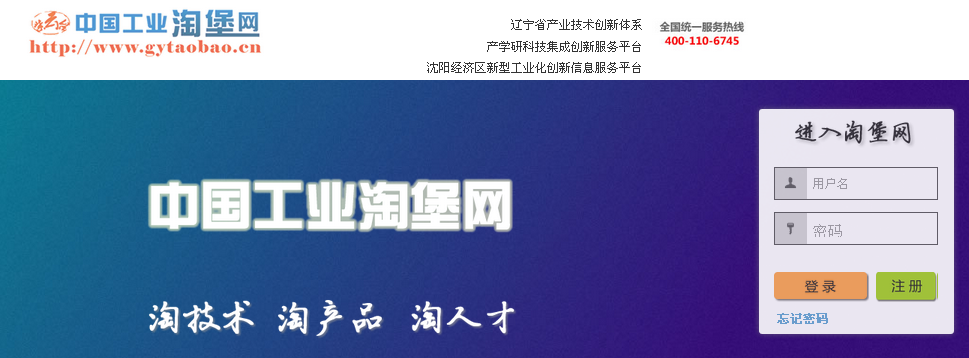 中国工业淘堡网
http://www.gytaobao.cn
辽宁省产业技术创新体系
产学研科技集成创新服务平台
沈阳经济区新型工业化创新信息服务平台
全国统一服务热线
400-110-6745
中国工业淘堡网
淘技术 淘产品 淘人才
进入淘堡网
用户名
密码
登录 注册
忘记密码